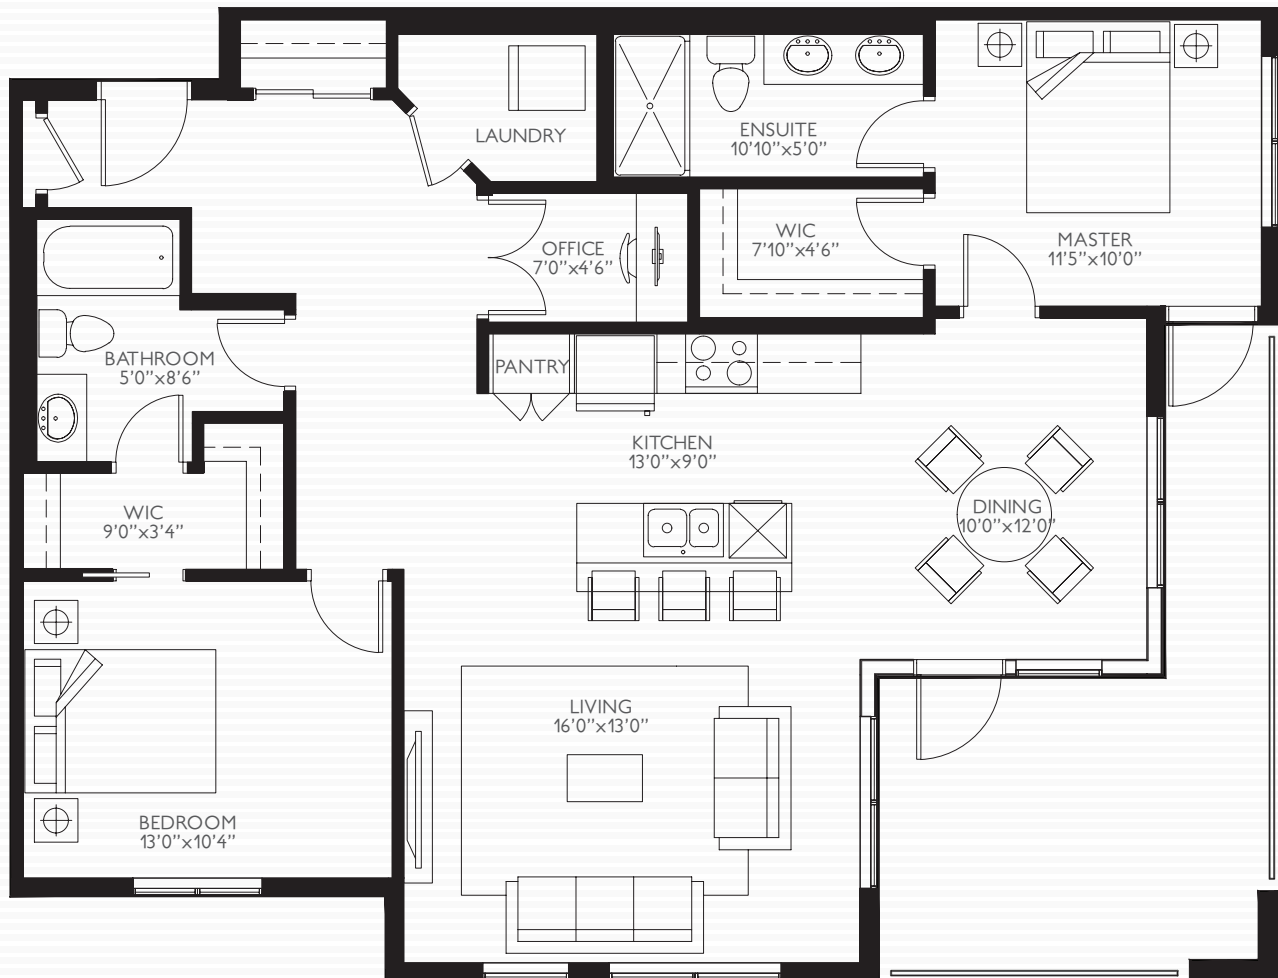 LAUNDRY
ENSUITE
10'10"x5'0"
WIC
7'10"x4'6"
OFFICE
7'0"x4'6"
MASTER
11'5"x10'0"
BATHROOM
5'0"x8'6"
PANTRY
KITCHEN
13'0"x9'0"
DINING
10'0"x12'0"
WIC
9'0"x3'4"
LIVING
16'0"x13'0"
BEDROOM
13'0"x10'4"